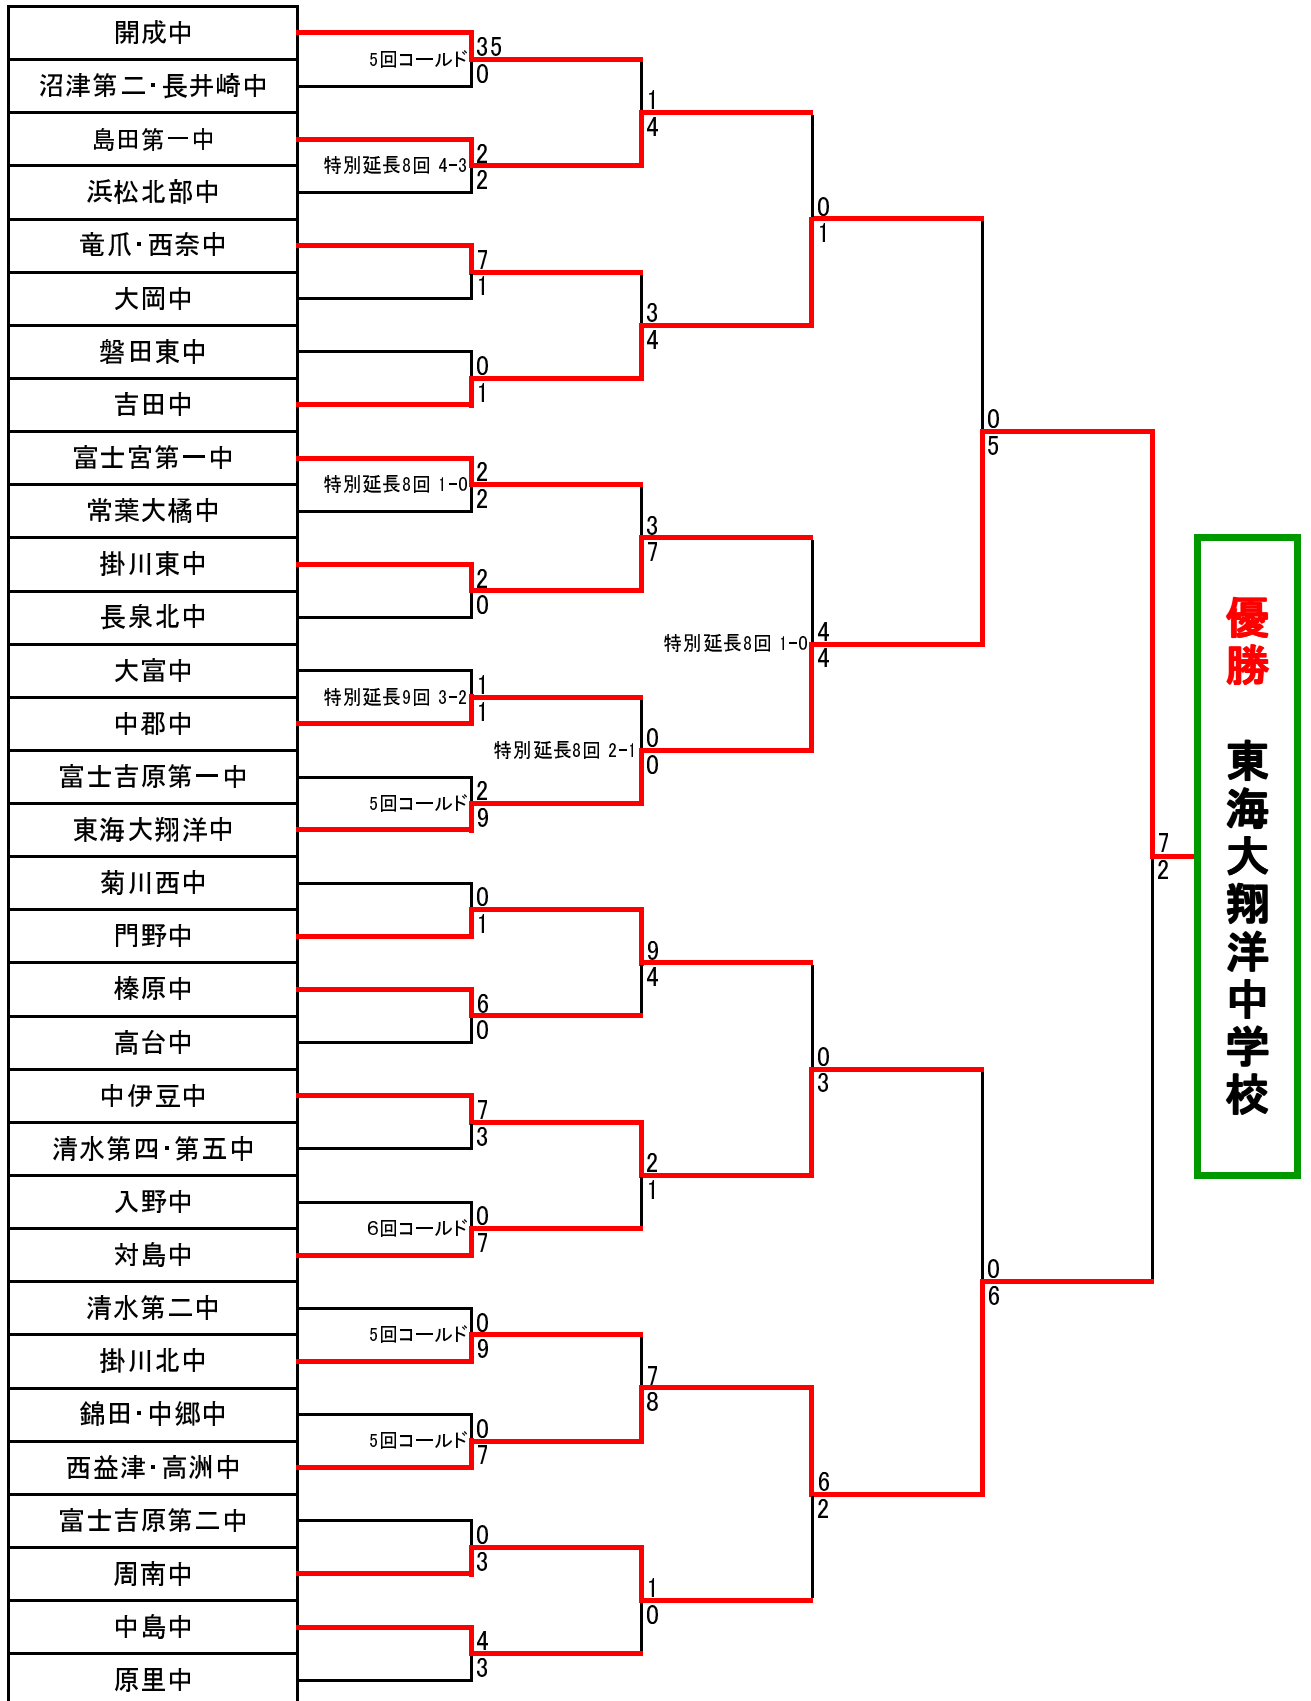 開成中
35
5回コールド
0
沼津第二・長井崎中
1
4
島田第一中
2
特別延長8回 4-3
2
浜松北部中
0
1
竜爪・西奈中
7
1
大岡中
3
4
磐田東中
0
1
吉田中
0
5
富士宮第一中
2
特別延長8回 1-0
2
常葉大橘中
3
7
掛川東中
2
0
長泉北中
4
特別延長8回 1-0
4
大富中
1
特別延長9回 3-2
1
中郡中
0
特別延長8回 2-1
0
富士吉原第一中
2
5回コールド
9
東海大翔洋中
7
2
優勝 東海大翔洋中学校
菊川西中
0
1
門野中
9
4
榛原中
6
0
高台中
0
3
中伊豆中
7
3
清水第四・第五中
2
1
入野中
0
6回コールド
7
対島中
0
6
清水第二中
0
5回コールド
9
掛川北中
7
8
錦田・中郷中
0
5回コールド
7
西益津・高洲中
6
2
富士吉原第二中
0
3
周南中
1
0
中島中
4
3
原里中